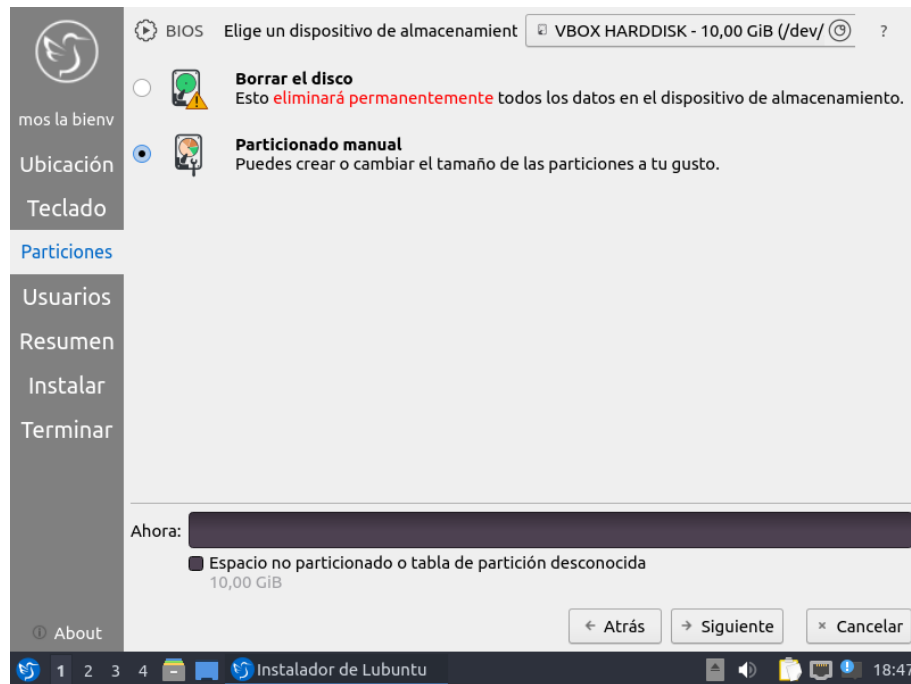 BIOS Elige un dispositivo de almacenamient VBOX HARDDISK - 10,00 GiB (/dev/ ?
Borrar el disco
Esto eliminará permanentemente todos los datos en el dispositivo de almacenamiento.
Particionado manual
Puedes crear o cambiar el tamaño de las particiones a tu gusto.
mos la bienv
Ubicación
Teclado
Particiones
Usuarios
Resumen
Instalar
Terminar
About
Ahora:
Espacio no particionado o tabla de partición desconocida
10,00 GiB
Atrás Siguiente Cancelar
1 2 3 4 Instalador de Lubuntu 18:47